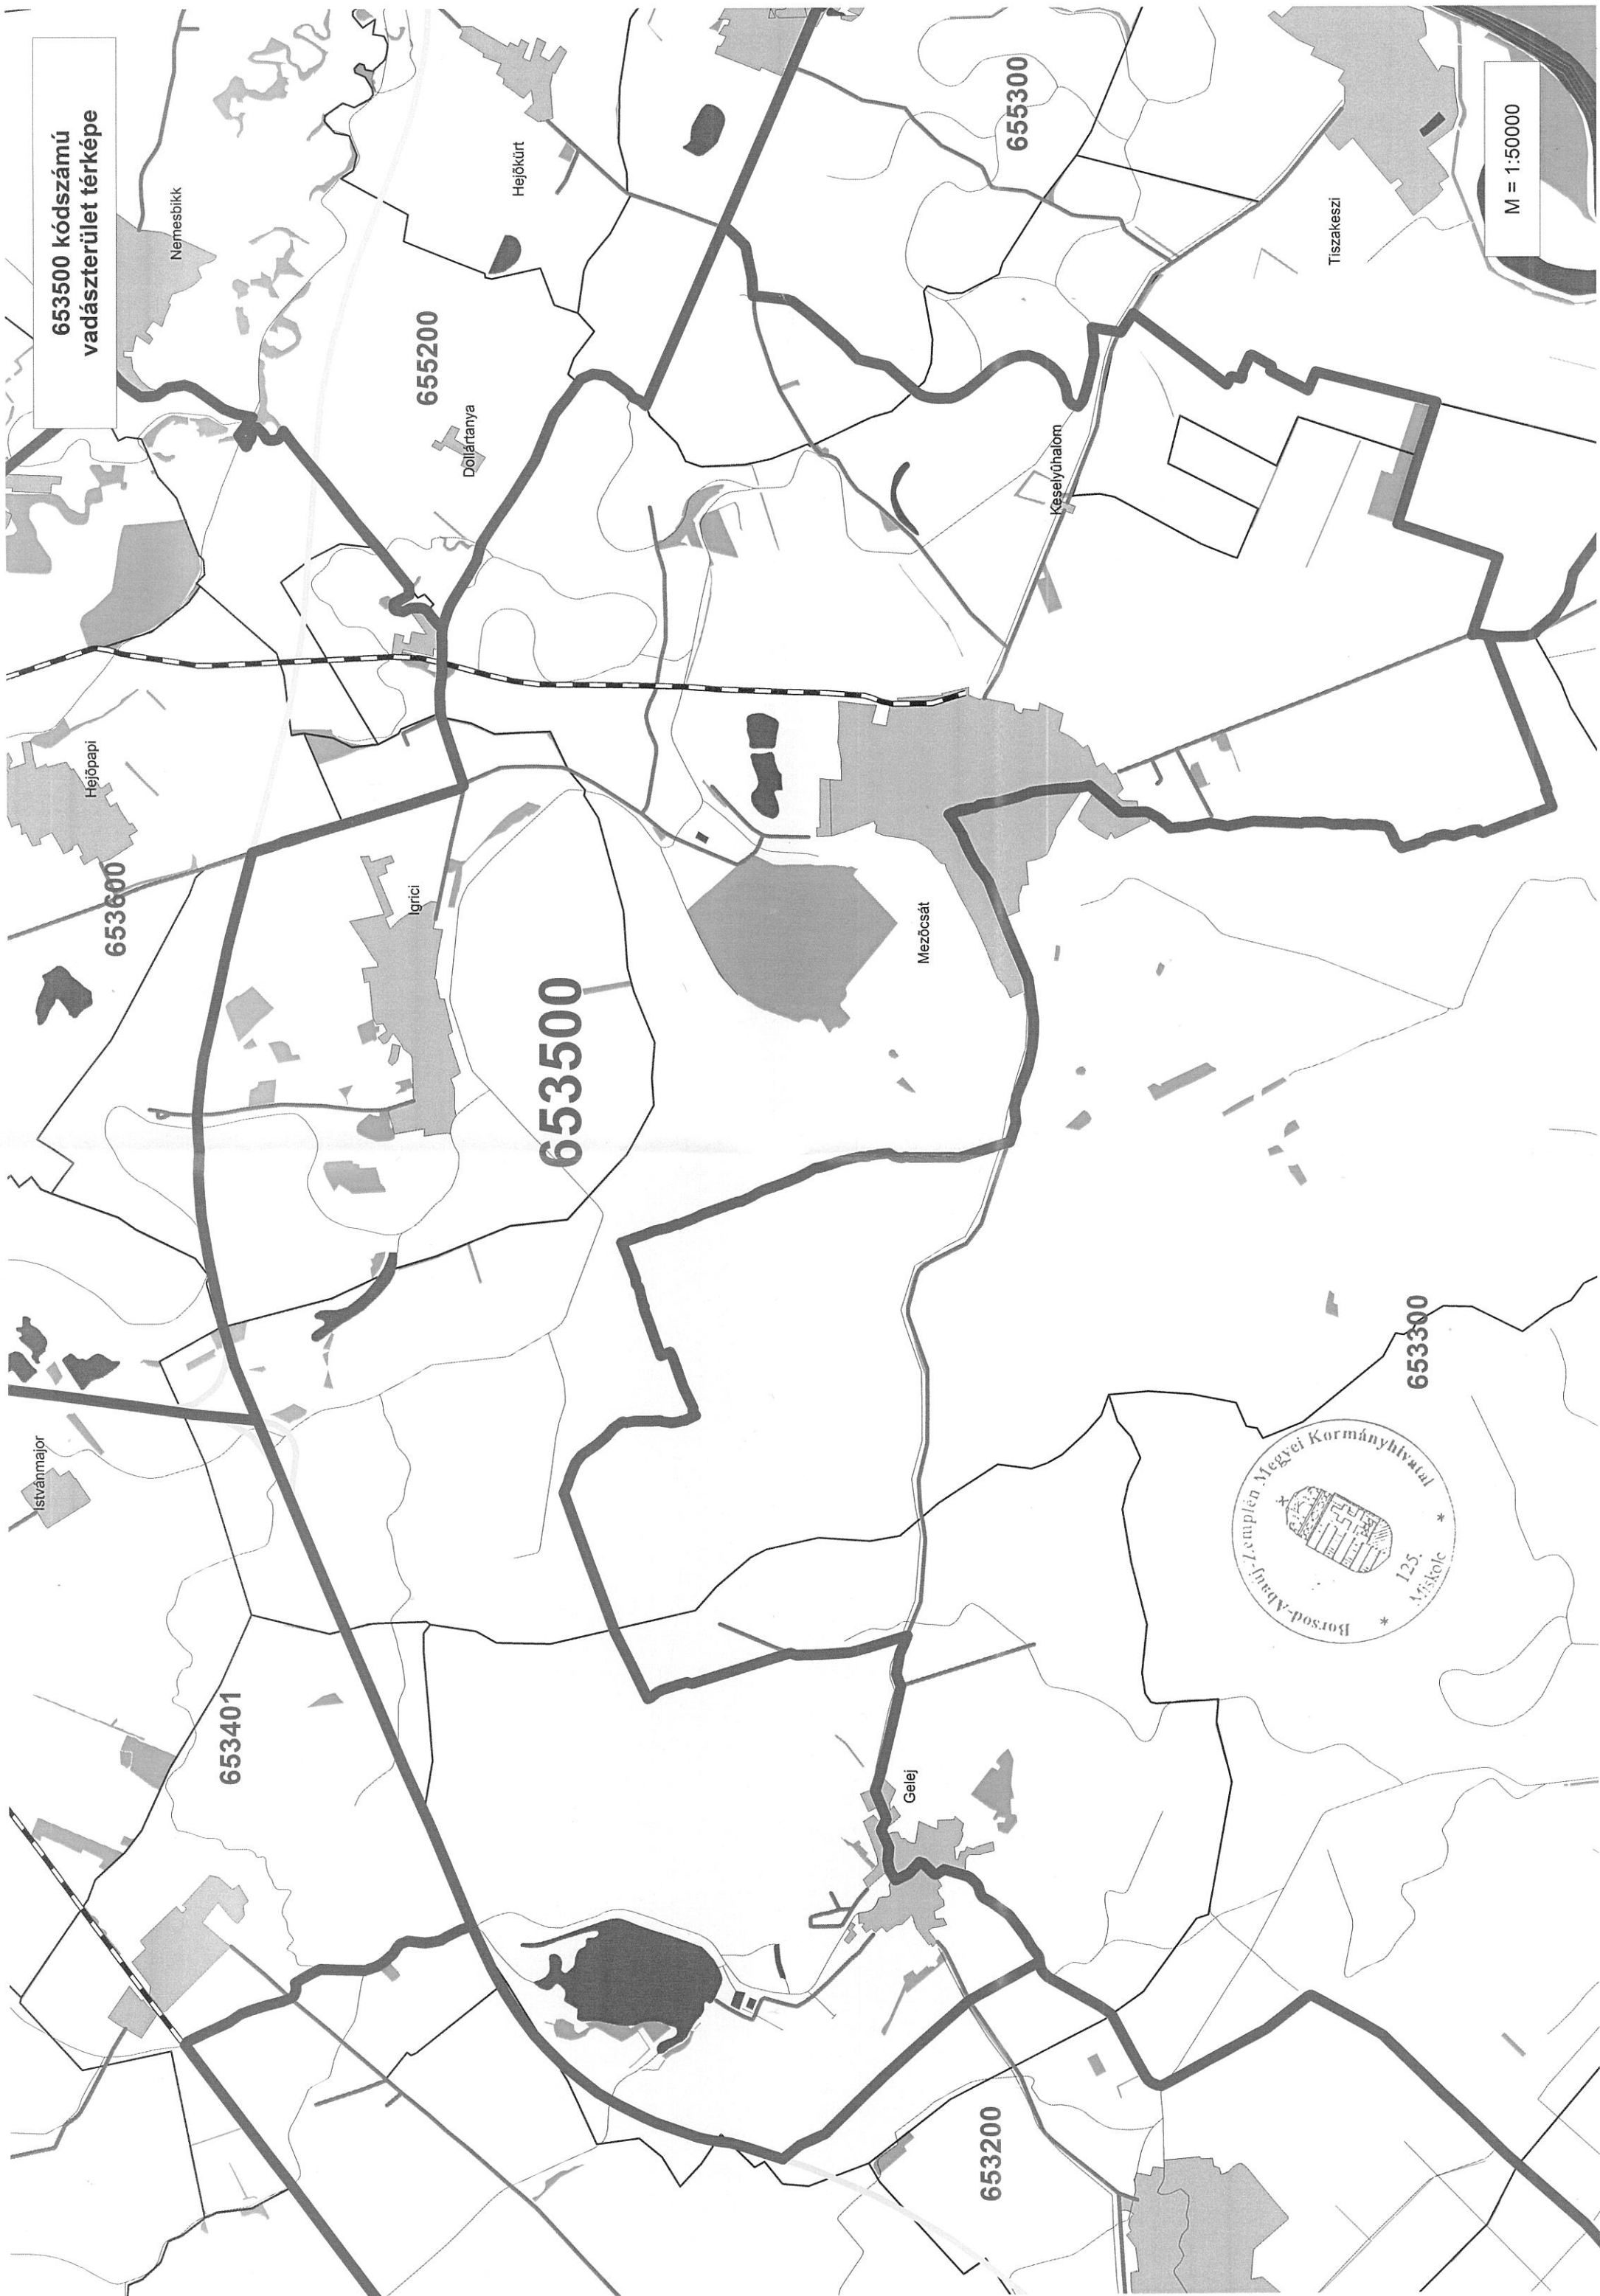 653500 kódszámú
vadászterület térképe
Nemesbikk
Hejőkürt
655300
Tiszakeszi
M = 1:50000
655200
Dollártanya
Keselyűhalom
Hejőpapi
653600
Igrici
653500
Mezőcsát
Istvánmajor
653300
Borsod-Abaúj-Zemplén Megyei Kormányhivatal
125.
* Miskolc *
653401
Gelej
653200